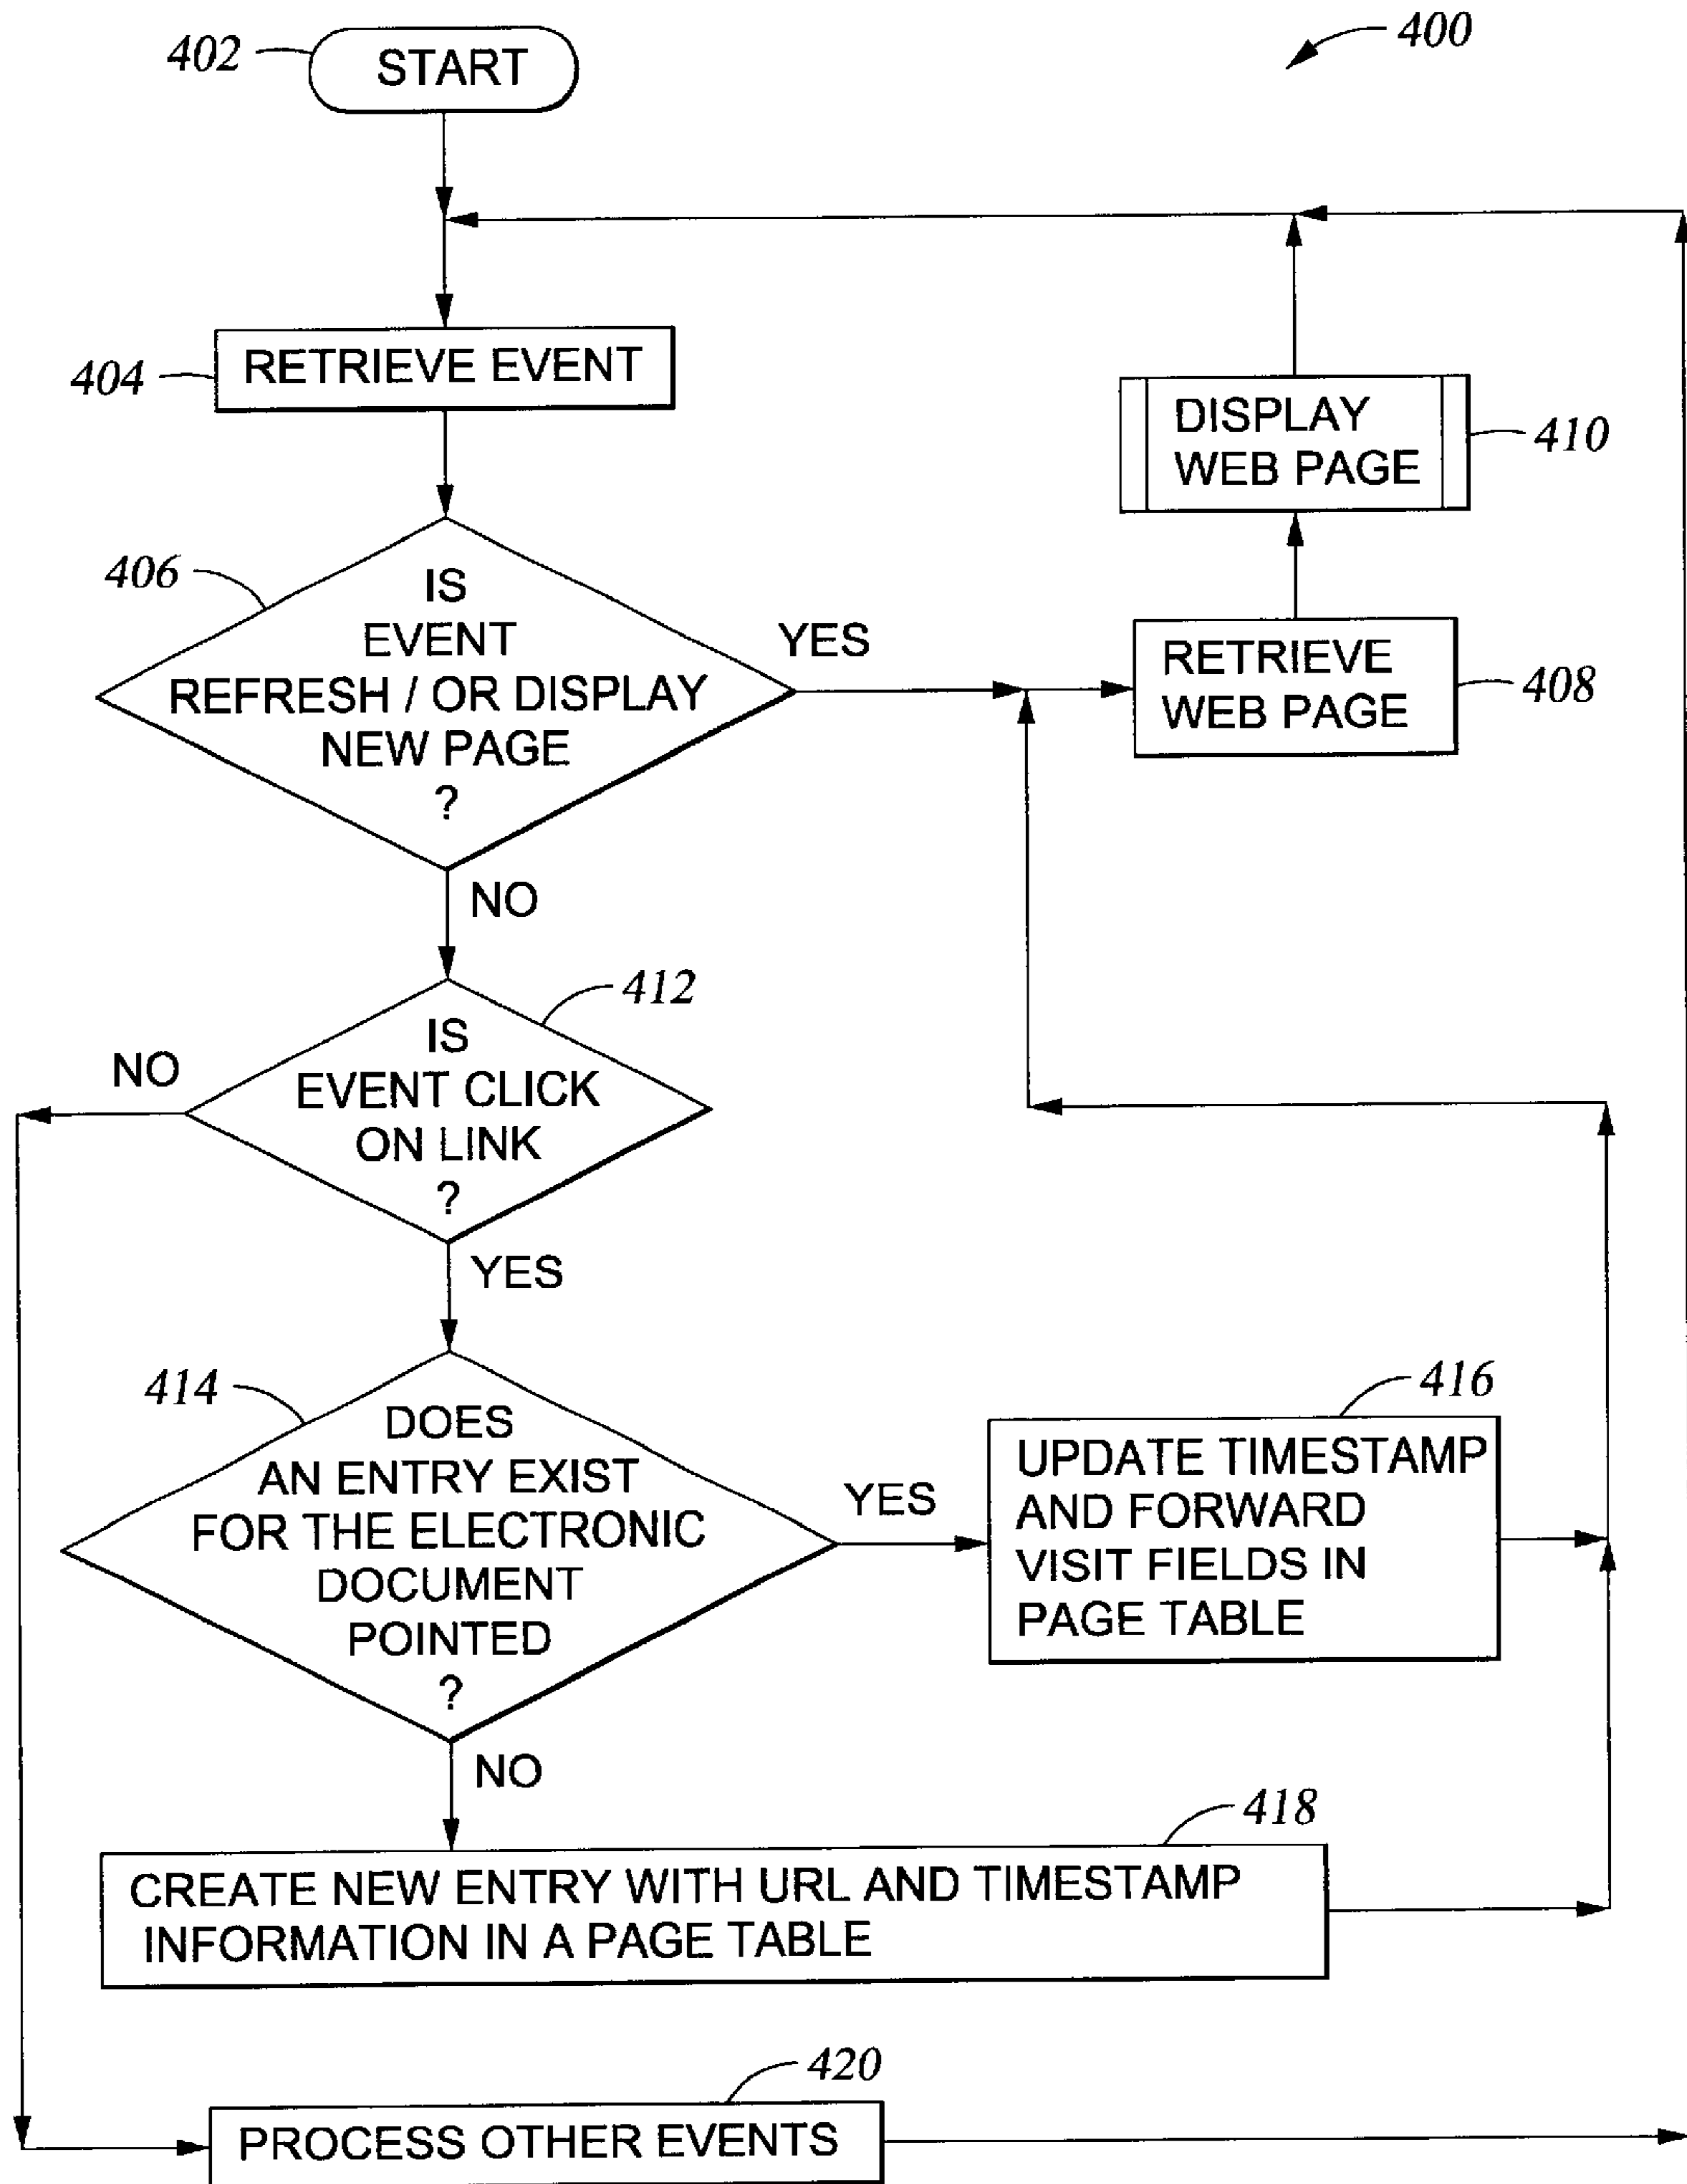 400
402
START
404
RETRIEVE EVENT
DISPLAY
WEB PAGE
410
406
IS
EVENT
REFRESH / OR DISPLAY
NEW PAGE
?
YES
RETRIEVE
WEB PAGE
408
NO
412
IS
EVENT CLICK
ON LINK
?
NO
YES
414
DOES
AN ENTRY EXIST
FOR THE ELECTRONIC
DOCUMENT
POINTED
?
YES
416
UPDATE TIMESTAMP
AND FORWARD
VISIT FIELDS IN
PAGE TABLE
NO
418
CREATE NEW ENTRY WITH URL AND TIMESTAMP
INFORMATION IN A PAGE TABLE
420
PROCESS OTHER EVENTS